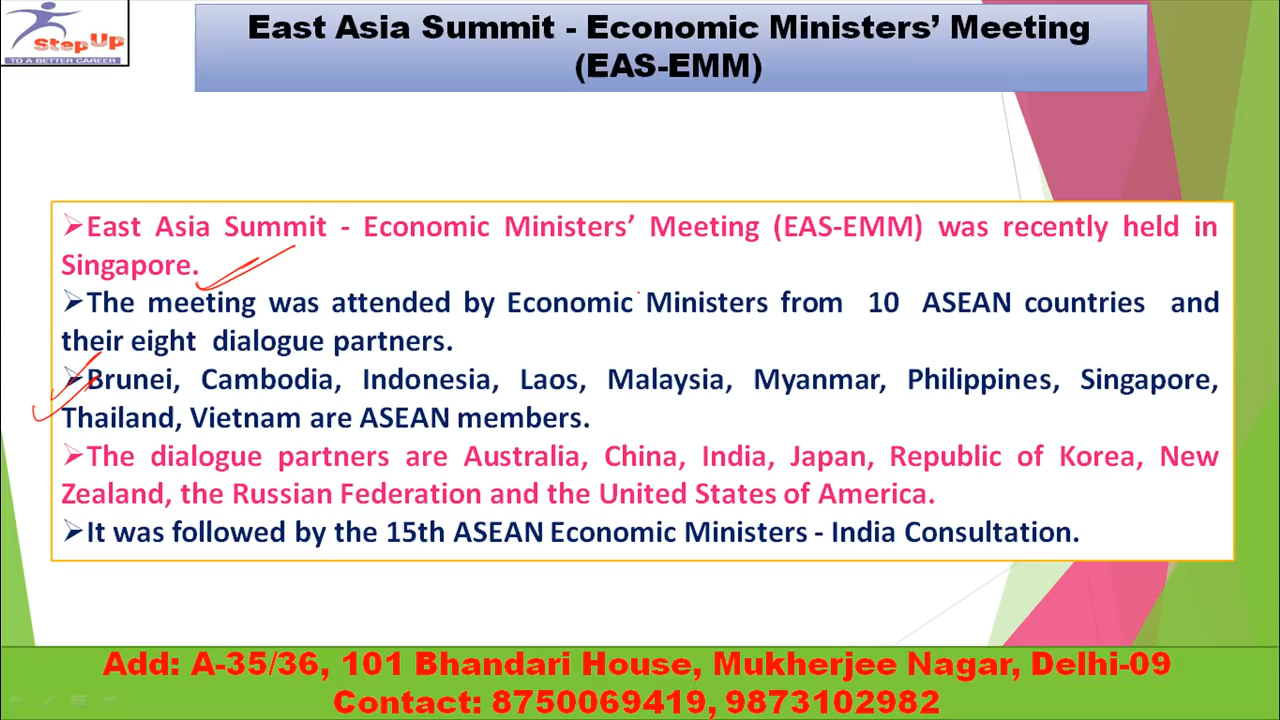 StepUp
TO A BETTER CAREER
East Asia Summit - Economic Ministers’ Meeting
(EAS-EMM)
➢East Asia Summit - Economic Ministers’ Meeting (EAS-EMM) was recently held in
Singapore.
➢The meeting was attended by Economic Ministers from 10 ASEAN countries and
their eight dialogue partners.
➢Brunei, Cambodia, Indonesia, Laos, Malaysia, Myanmar, Philippines, Singapore,
Thailand, Vietnam are ASEAN members.
➢The dialogue partners are Australia, China, India, Japan, Republic of Korea, New
Zealand, the Russian Federation and the United States of America.
➢It was followed by the 15th ASEAN Economic Ministers - India Consultation.
Add: A-35/36, 101 Bhandari House, Mukherjee Nagar, Delhi-09
Contact: 8750069419, 9873102982